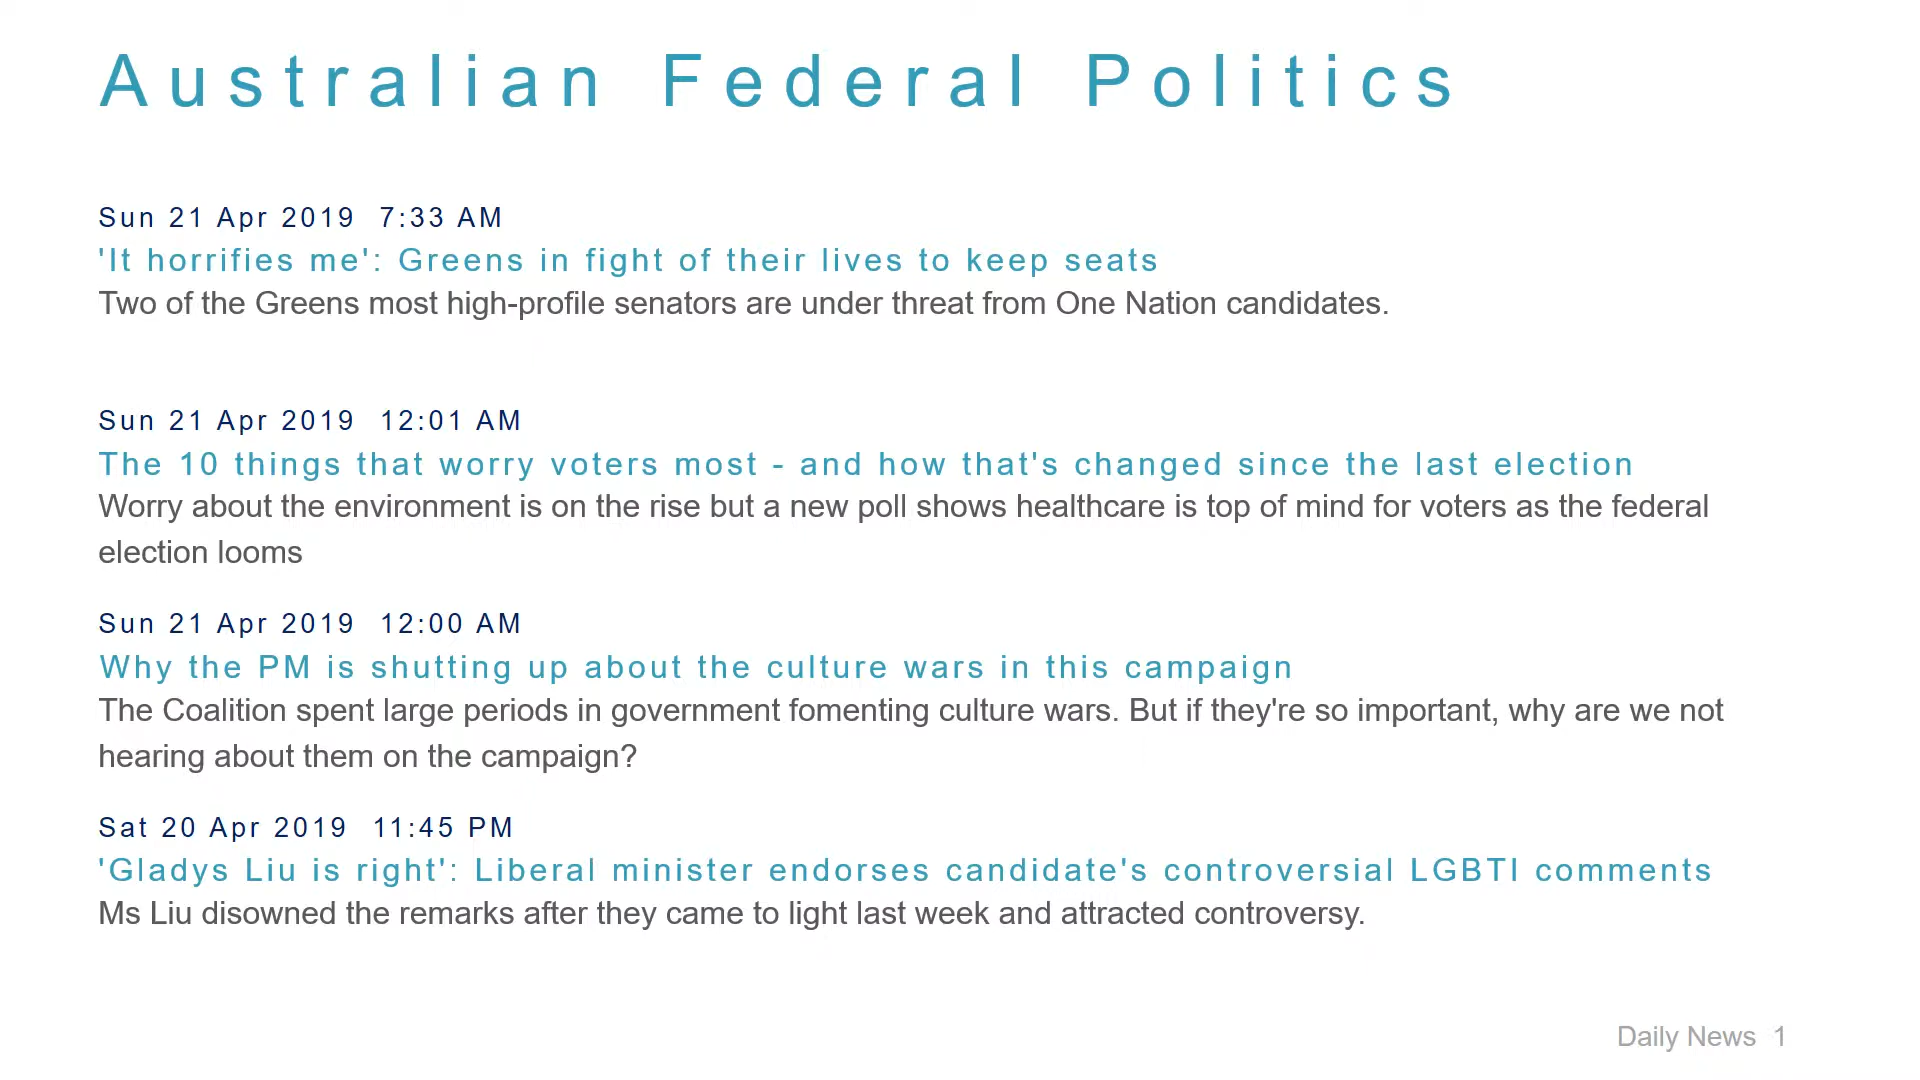 Australian Federal Politics
Sun 21 Apr 2019 7:33 AM
'It horrifies me': Greens in fight of their lives to keep seats
Two of the Greens most high-profile senators are under threat from One Nation candidates.
Sun 21 Apr 2019 12:01 AM
The 10 things that worry voters most - and how that's changed since the last election
Worry about the environment is on the rise but a new poll shows healthcare is top of mind for voters as the federal
election looms
Sun 21 Apr 2019 12:00 AM
Why the PM is shutting up about the culture wars in this campaign
The Coalition spent large periods in government fomenting culture wars. But if they're so important, why are we not
hearing about them on the campaign?
Sat 20 Apr 2019 11:45 PM
'Gladys Liu is right': Liberal minister endorses candidate's controversial LGBTI comments
Ms Liu disowned the remarks after they came to light last week and attracted controversy.
Daily News 1